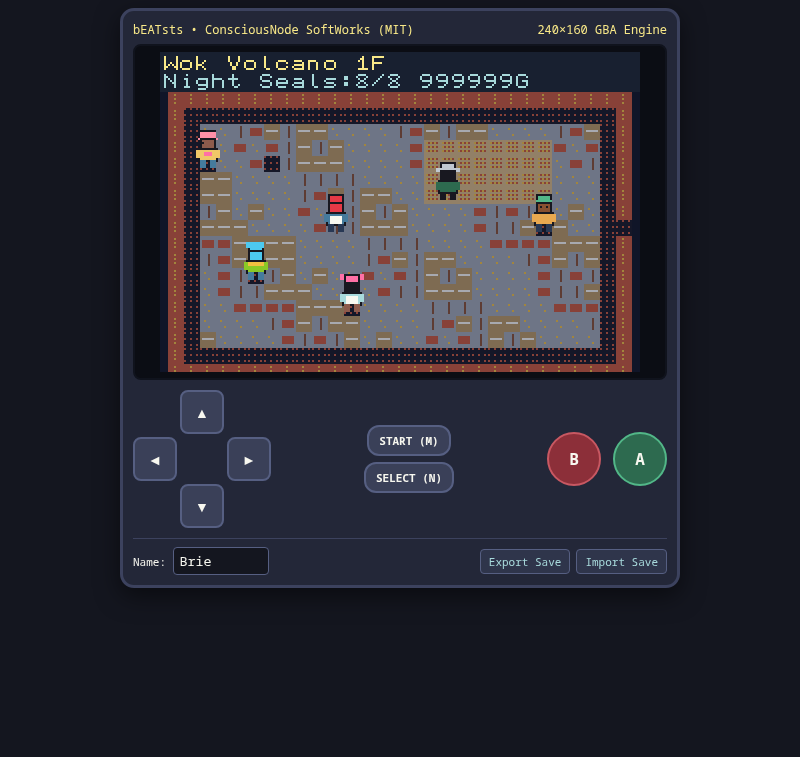 bEATsts • ConsciousNode SoftWorks (MIT)
240×160 GBA Engine
Wok Volcano 1F
Night Seals:8/8 999999G
▲
◄
►
▼
START (M)
SELECT (N)
B
A
Name:
Brie
Export Save
Import Save